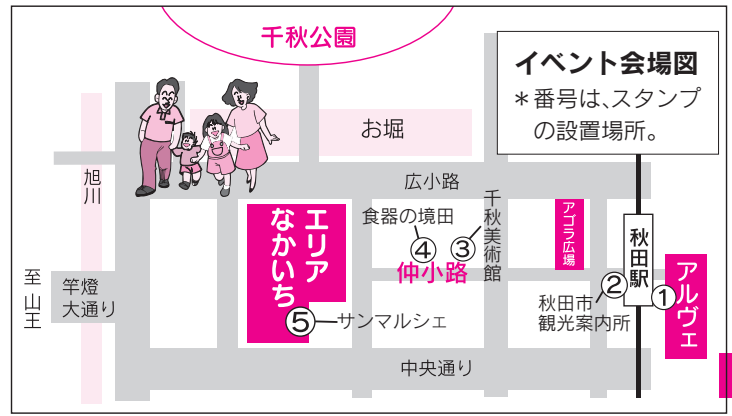 千秋公園
イベント会場図
＊番号は、スタンプ
の設置場所。
お堀
旭川
広小路
千秋美術館
食器の境田
④
③
仲小路
アゴラ広場
秋田駅
アルヴェ
①
②
秋田市
観光案内所
エリア
なかいち
⑤
サンマルシェ
至 山王
竿燈
大通り
中央通り